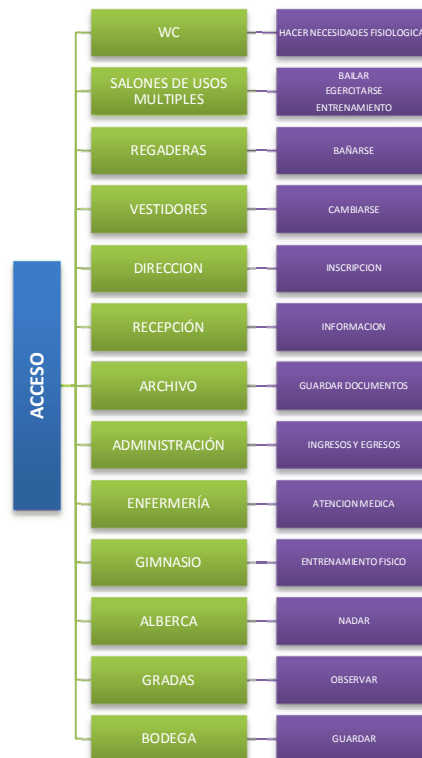 ACCESO
WC
HACER NECESIDADES FISIOLOGICA
SALONES DE USOS
MULTIPLES
BAILAR
EGERCITARSE
ENTRENAMIENTO
REGADERAS
BAÑARSE
VESTIDORES
CAMBIARSE
DIRECCION
INSCRIPCION
RECEPCIÓN
INFORMACION
ARCHIVO
GUARDAR DOCUMENTOS
ADMINISTRACIÓN
INGRESOS Y EGRESOS
ENFERMERÍA
ATENCION MEDICA
GIMNASIO
ENTRENAMIENTO FISICO
ALBERCA
NADAR
GRADAS
OBSERVAR
BODEGA
GUARDAR